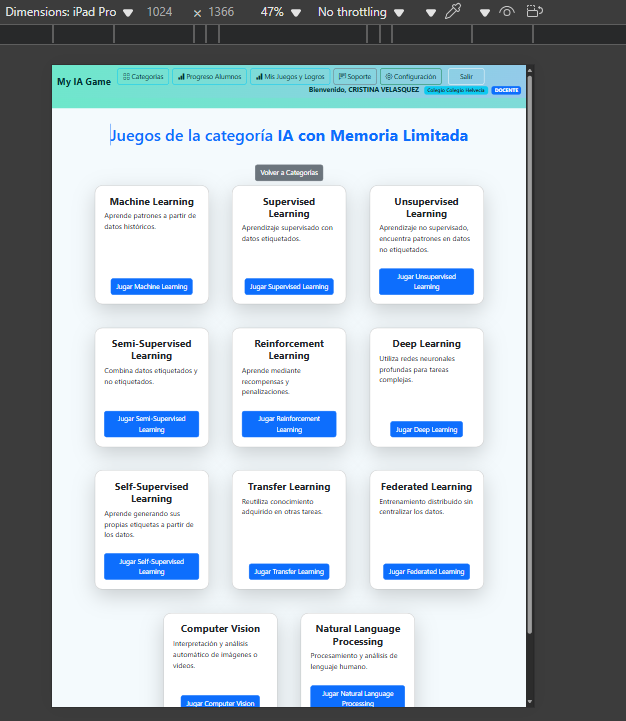 Dimensions: iPad Pro 1024 × 1366 47% No throttling
My IA Game Categorías Progreso Alumnos Mis Juegos y Logros Soporte Configuración Salir
Bienvenido, CRISTINA VELASQUEZ Colegio Colegio Helvecia DOCENTE
Juegos de la categoría IA con Memoria Limitada
Volver a Categorías
Machine Learning
Aprende patrones a partir de
datos históricos.
Jugar Machine Learning
Supervised
Learning
Aprendizaje supervisado con
datos etiquetados.
Jugar Supervised Learning
Unsupervised
Learning
Aprendizaje no supervisado,
encuentra patrones en datos
no etiquetados.
Jugar Unsupervised
Learning
Semi-Supervised
Learning
Combina datos etiquetados y
no etiquetados.
Jugar Semi-Supervised
Learning
Reinforcement
Learning
Aprende mediante
recompensas y
penalizaciones.
Jugar Reinforcement
Learning
Deep Learning
Utiliza redes neuronales
profundas para tareas
complejas.
Jugar Deep Learning
Self-Supervised
Learning
Aprende generando sus
propias etiquetas a partir de
los datos.
Jugar Self-Supervised
Learning
Transfer Learning
Reutiliza conocimiento
adquirido en otras tareas.
Jugar Transfer Learning
Federated Learning
Entrenamiento distribuido sin
centralizar los datos.
Jugar Federated Learning
Computer Vision
Interpretación y análisis
automático de imágenes o
videos.
Jugar Computer Vision
Natural Language
Processing
Procesamiento y análisis de
lenguaje humano.
Jugar Natural Language
Processing